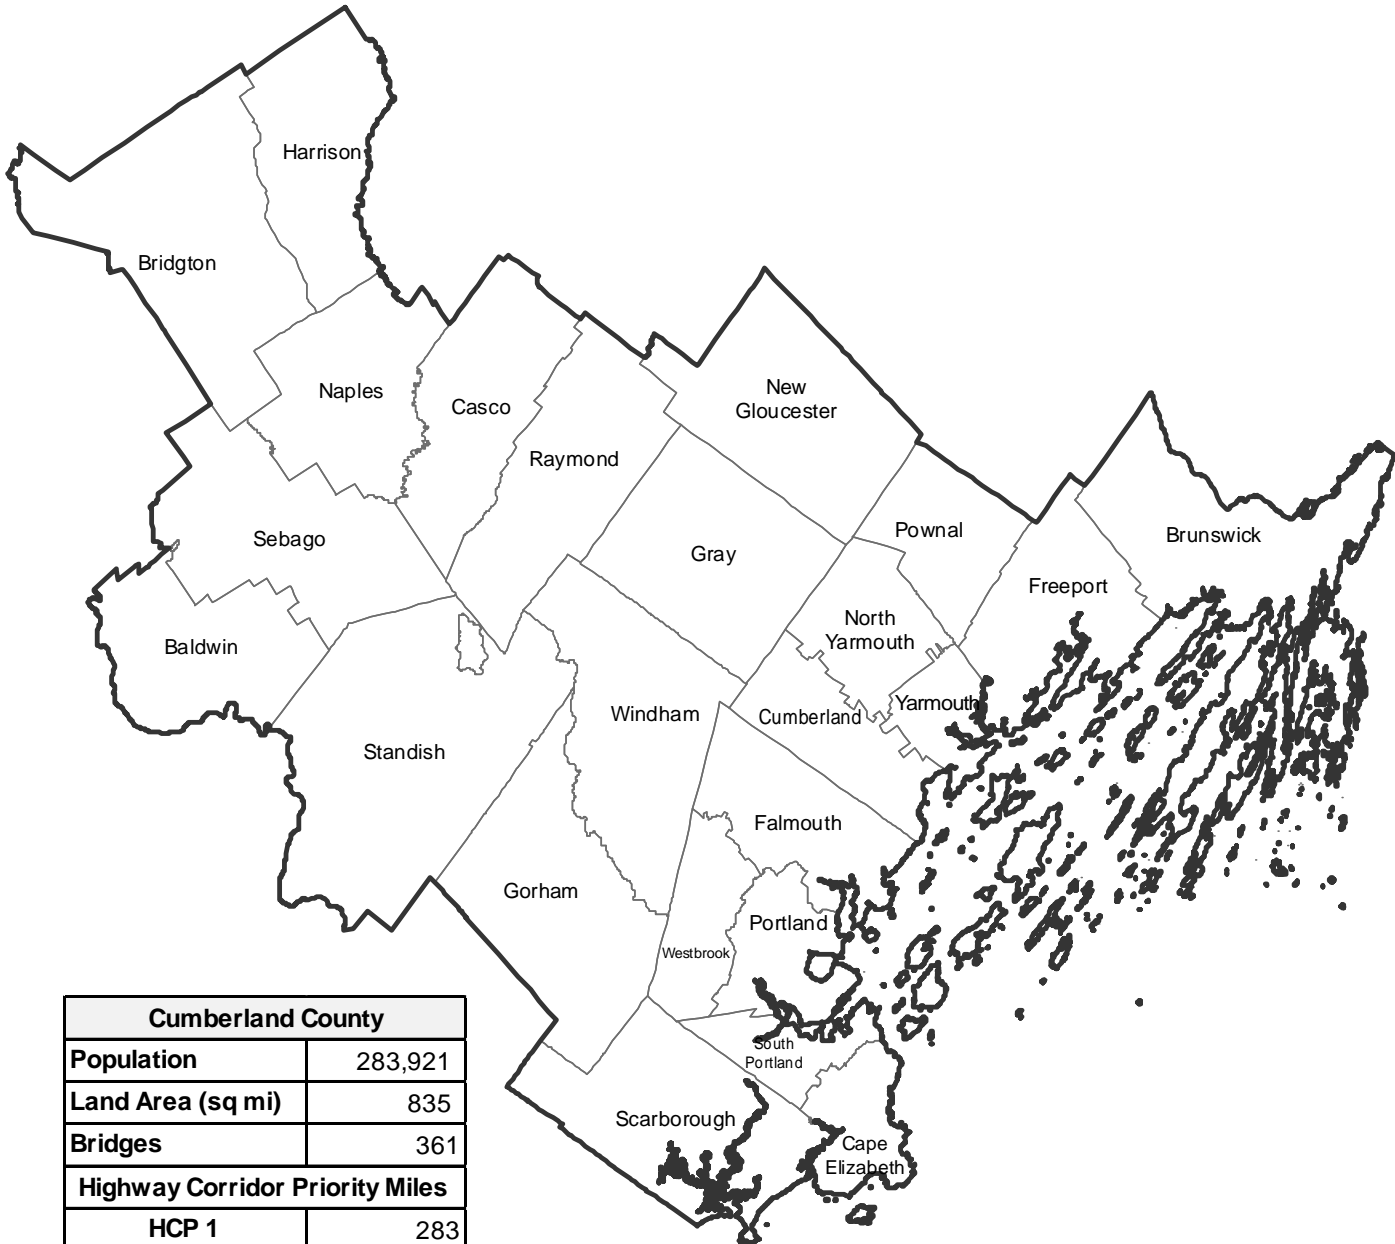 Harrison
Bridgton
Naples
Casco
New
Gloucester
Raymond
Sebago
Gray
Pownal
Brunswick
Freeport
Baldwin
North
Yarmouth
Yarmouth
Windham
Cumberland
Standish
Falmouth
Gorham
Portland
Westbrook
South
Portland
Scarborough
Cape
Elizabeth
Cumberland County
Population 283,921
Land Area (sq mi) 835
Bridges 361
Highway Corridor Priority Miles
HCP 1 283